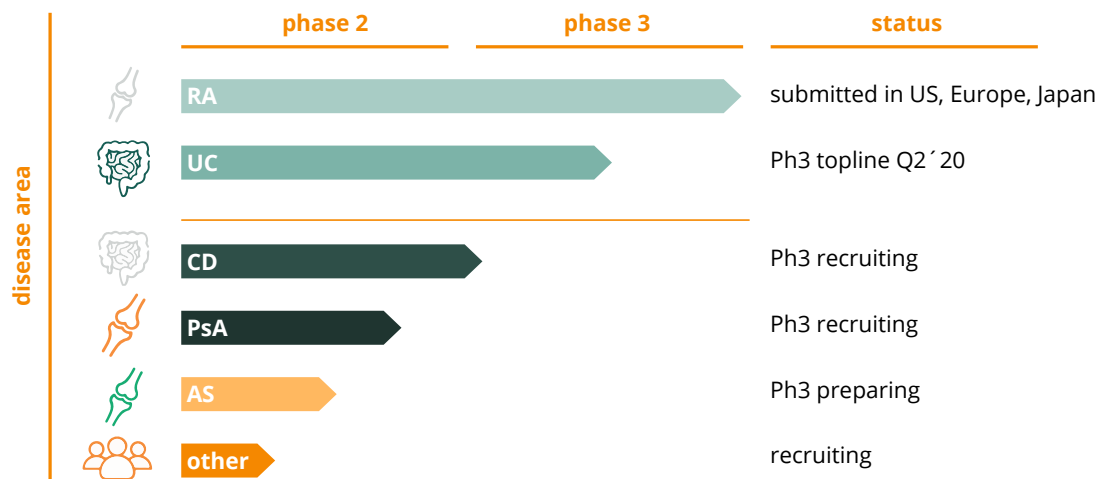 phase 2 phase 3 status
RA submitted in US, Europe, Japan
UC Ph3 topline Q2´20
CD Ph3 recruiting
PsA Ph3 recruiting
AS Ph3 preparing
other recruiting
disease area